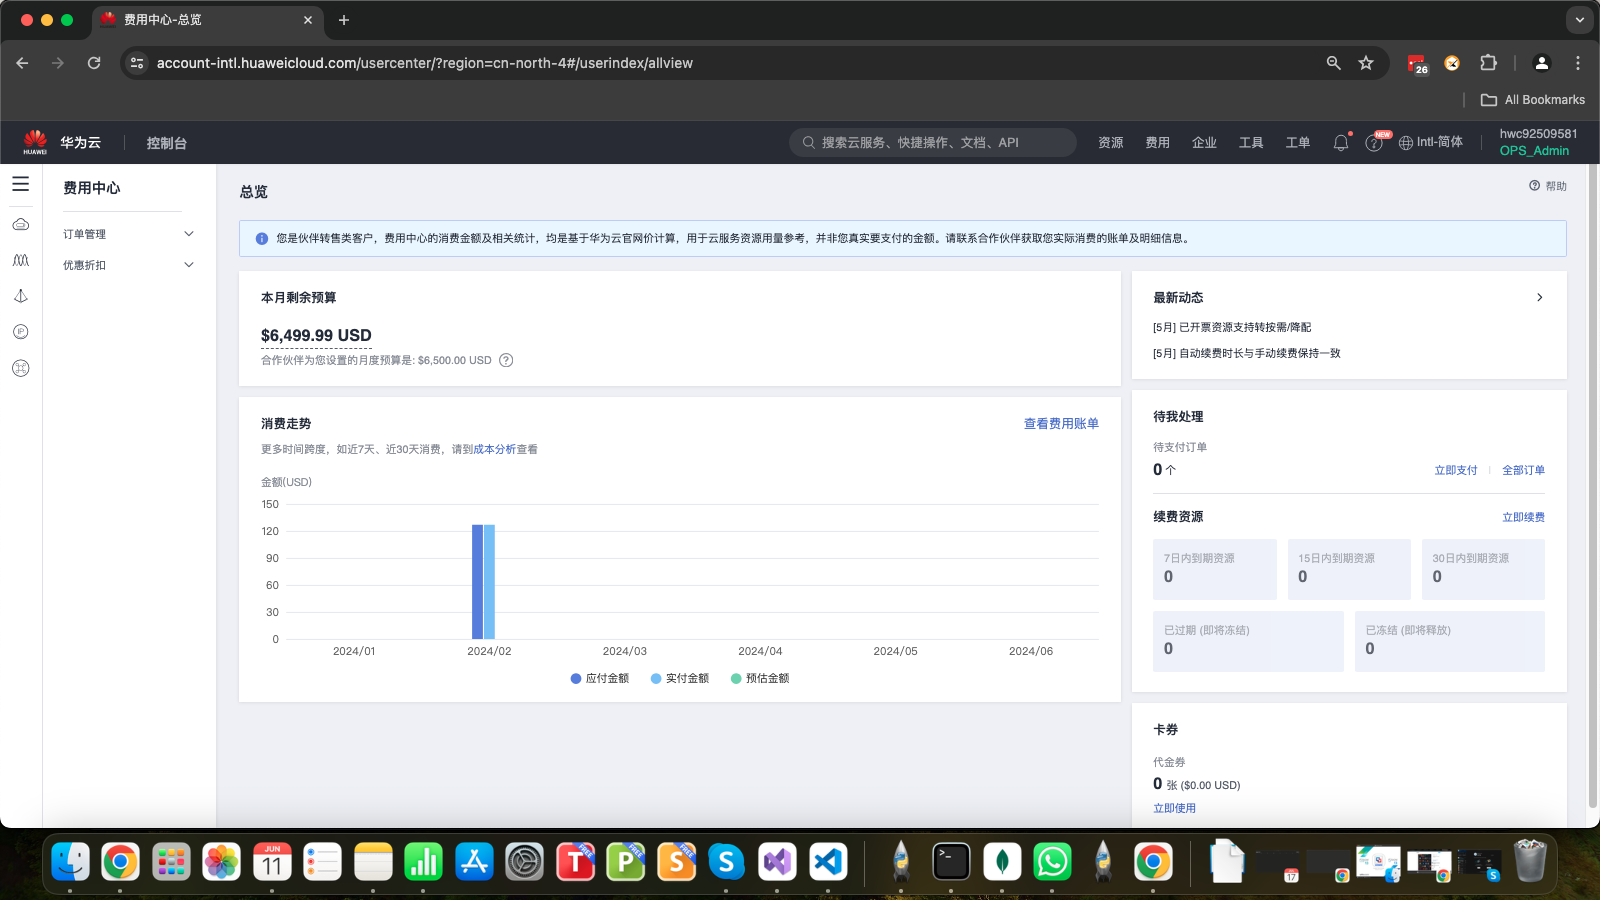 费用中心-总览
account-intl.huaweicloud.com/usercenter/?region=cn-north-4#/userindex/allview
26
All Bookmarks
HUAWEI
华为云
控制台
搜索云服务、快捷操作、文档、API
资源
费用
企业
工具
工单
NEW
Intl-简体
hwc92509581
OPS_Admin
费用中心
订单管理
优惠折扣
IP
总览
帮助
您是伙伴转售类客户，费用中心的消费金额及相关统计，均是基于华为云官网价计算，用于云服务资源用量参考，并非您真实要支付的金额。请联系合作伙伴获取您实际消费的账单及明细信息。
本月剩余预算
$6,499.99 USD
合作伙伴为您设置的月度预算是: $6,500.00 USD
消费走势
查看费用账单
更多时间跨度，如近7天、近30天消费，请到成本分析查看
金额(USD)
150
120
90
60
30
0
2024/01
2024/02
2024/03
2024/04
2024/05
2024/06
应付金额
实付金额
预估金额
最新动态
[5月] 已开票资源支持转按需/降配
[5月] 自动续费时长与手动续费保持一致
待我处理
待支付订单
0 个
立即支付
全部订单
续费资源
立即续费
7日内到期资源
0
15日内到期资源
0
30日内到期资源
0
已过期 (即将冻结)
0
已冻结 (即将释放)
0
卡券
代金券
0 张 ($0.00 USD)
立即使用
JUN
11
T
FREE
P
FREE
S
FREE
S
>_
17
S